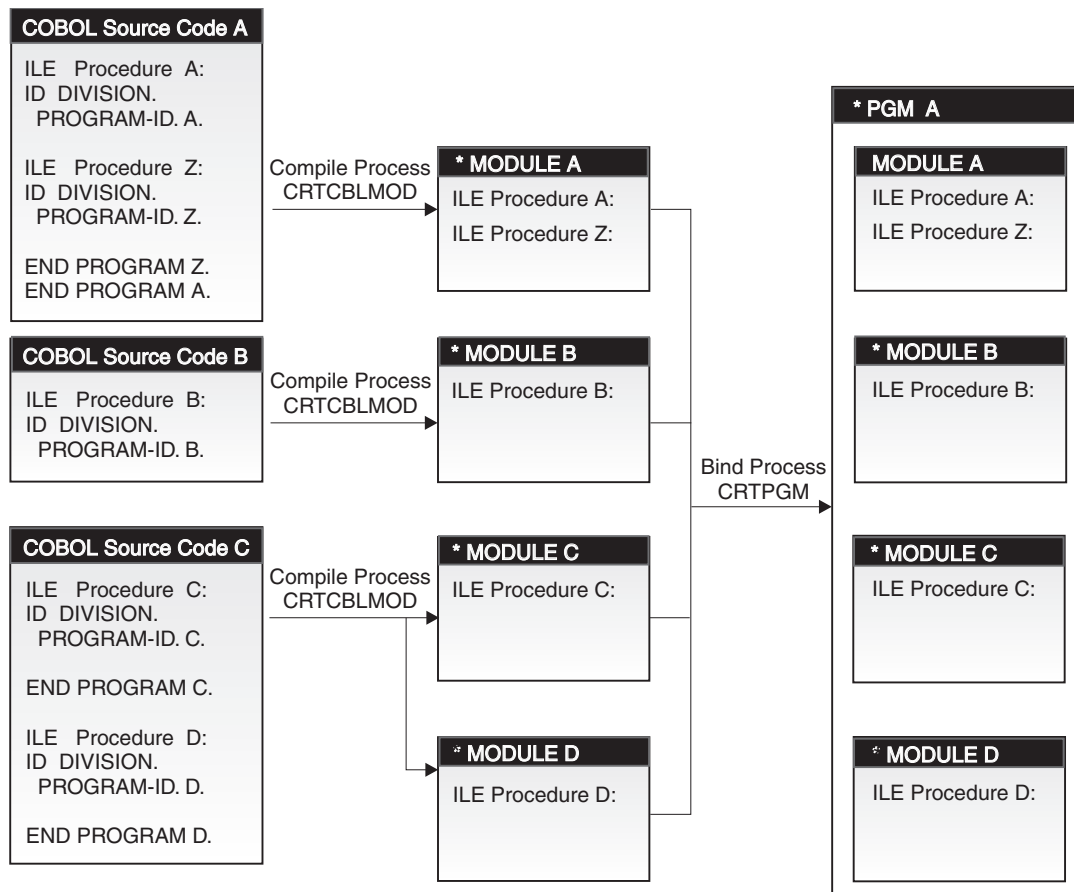 COBOL Source Code A
ILE Procedure A:
ID DIVISION.
PROGRAM-ID. A.
ILE Procedure Z:
ID DIVISION.
PROGRAM-ID. Z.
END PROGRAM Z.
END PROGRAM A.
Compile Process
CRTCBLMOD
* MODULE A
ILE Procedure A:
ILE Procedure Z:
COBOL Source Code B
ILE Procedure B:
ID DIVISION.
PROGRAM-ID. B.
Compile Process
CRTCBLMOD
* MODULE B
ILE Procedure B:
COBOL Source Code C
ILE Procedure C:
ID DIVISION.
PROGRAM-ID. C.
END PROGRAM C.
ILE Procedure D:
ID DIVISION.
PROGRAM-ID. D.
END PROGRAM D.
Compile Process
CRTCBLMOD
* MODULE C
ILE Procedure C:
* MODULE D
ILE Procedure D:
Bind Process
CRTPGM
* PGM A
MODULE A
ILE Procedure A:
ILE Procedure Z:
* MODULE B
ILE Procedure B:
* MODULE C
ILE Procedure C:
* MODULE D
ILE Procedure D: